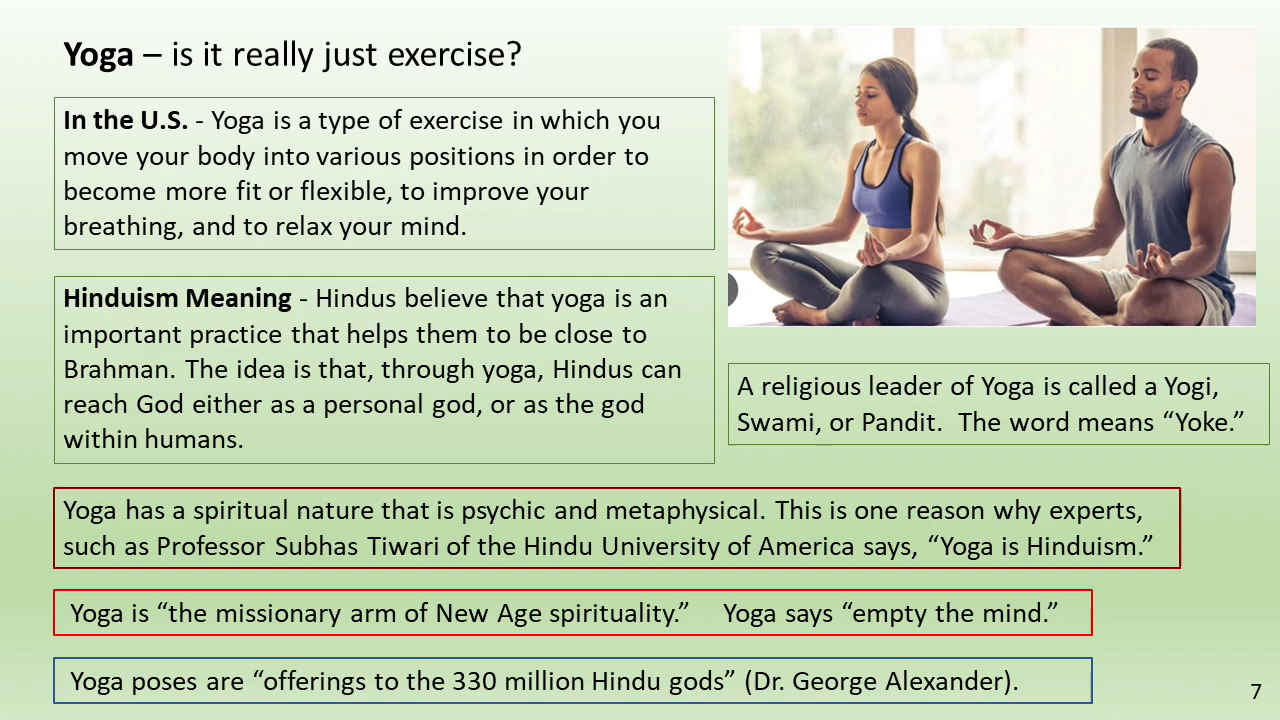 Yoga – is it really just exercise?
In the U.S. - Yoga is a type of exercise in which you
move your body into various positions in order to
become more fit or flexible, to improve your
breathing, and to relax your mind.
Hinduism Meaning - Hindus believe that yoga is an
important practice that helps them to be close to
Brahman. The idea is that, through yoga, Hindus can
reach God either as a personal god, or as the god
within humans.
A religious leader of Yoga is called a Yogi,
Swami, or Pandit.  The word means “Yoke.”
Yoga has a spiritual nature that is psychic and metaphysical. This is one reason why experts,
such as Professor Subhas Tiwari of the Hindu University of America says, “Yoga is Hinduism.”
Yoga is “the missionary arm of New Age spirituality.”    Yoga says “empty the mind.”
Yoga poses are “offerings to the 330 million Hindu gods” (Dr. George Alexander).
7